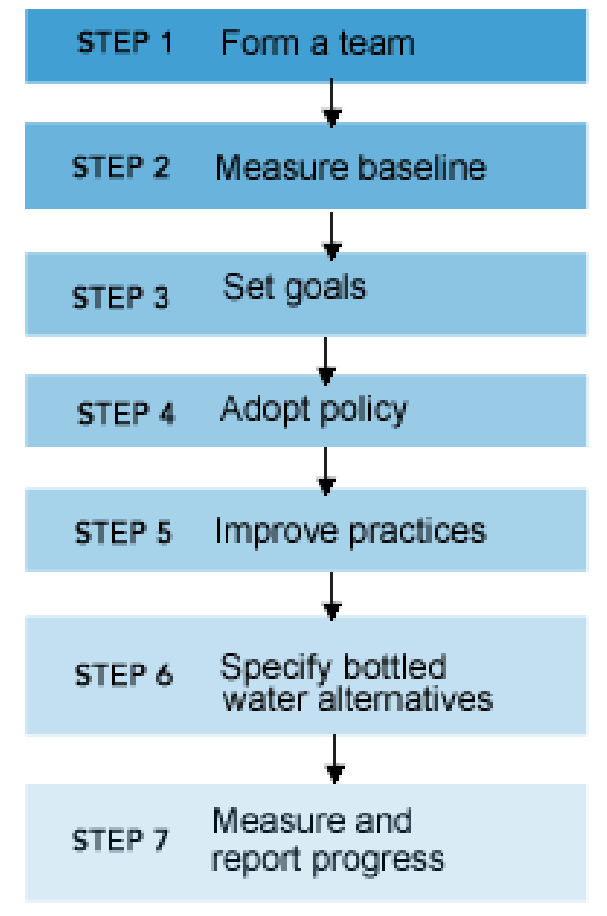 STEP 1 Form a team
STEP 2 Measure baseline
STEP 3 Set goals
STEP 4 Adopt policy
STEP 5 Improve practices
STEP 6 Specify bottled
water alternatives
STEP 7 Measure and
report progress